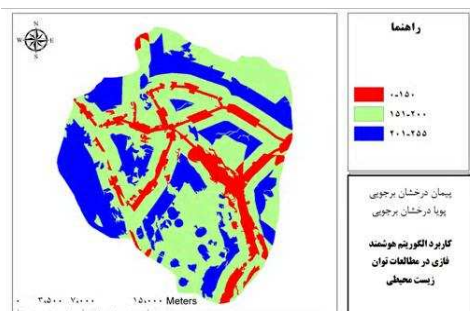 N
W E
S
راهنما
۰-۱۵۰
۱۵۱-۲۰۰
۲۰۱-۲۵۵
پیمان درخشان برجویی
پویا درخشان برجویی
کاربرد الگوریتم هوشمند
فازی در مطالعات توان
زیست محیطی
۰ ۳،۵۰۰ ۷،۰۰۰ ۱۵،۰۰۰ Meters